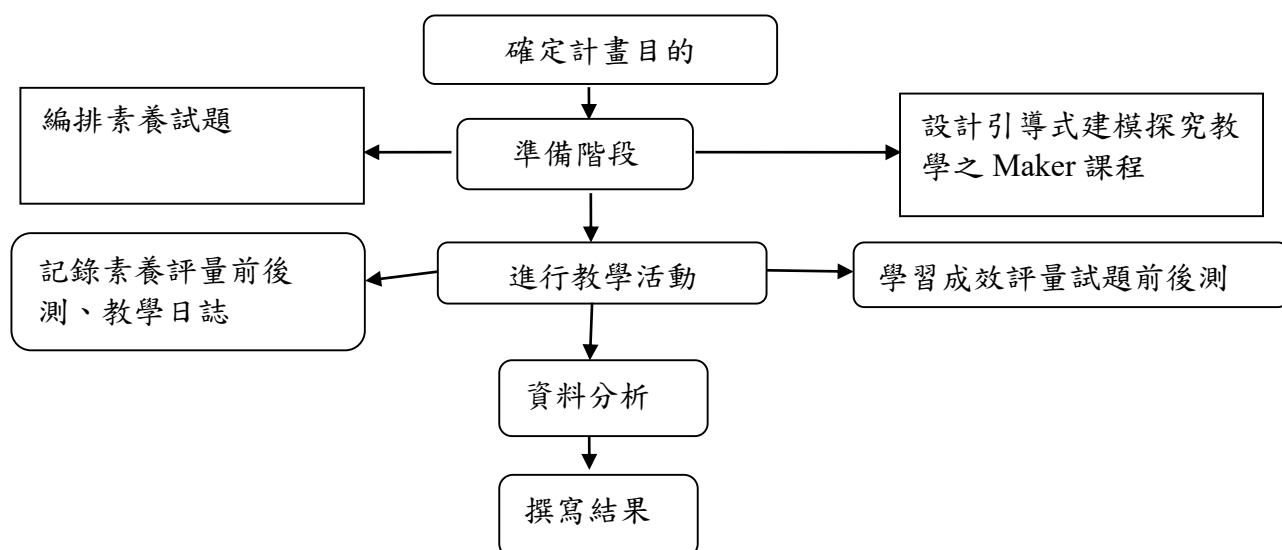 確定計畫目的
編排素養試題
準備階段
設計引導式建模探究教
學之 Maker 課程
記錄素養評量前後
測、教學日誌
進行教學活動
學習成效評量試題前後測
資料分析
撰寫結果